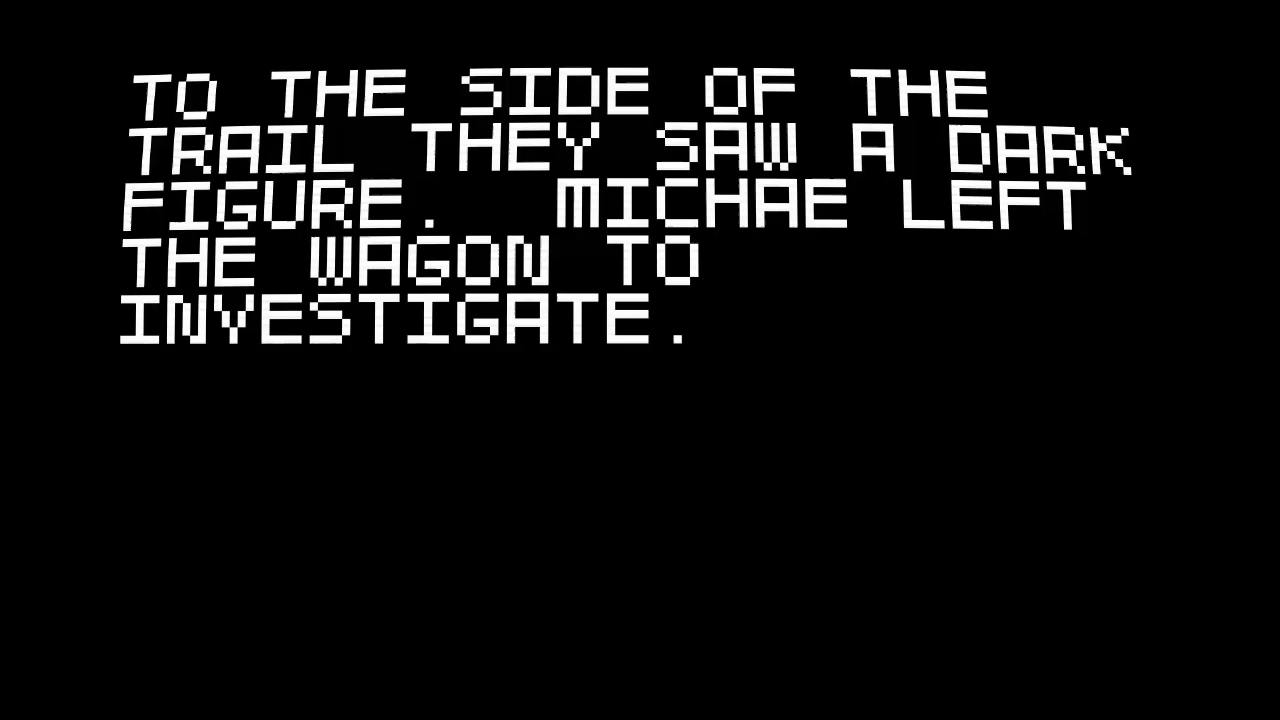 TO THE SIDE OF THE
TRAIL THEY SAW A DARK
FIGURE.  MICHAE LEFT
THE WAGON TO
INVESTIGATE.